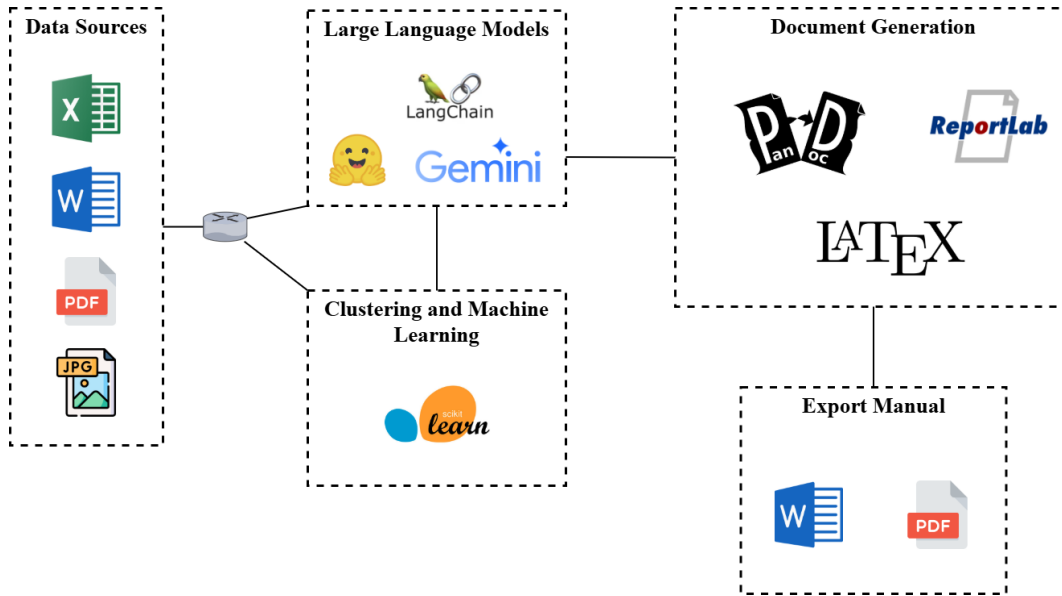 Data Sources
X
W
PDF
JPG
Large Language Models
LangChain
Gemini
Clustering and Machine
Learning
scikit
learn
Document Generation
Pan Doc
ReportLab
LATEX
Export Manual
W
PDF